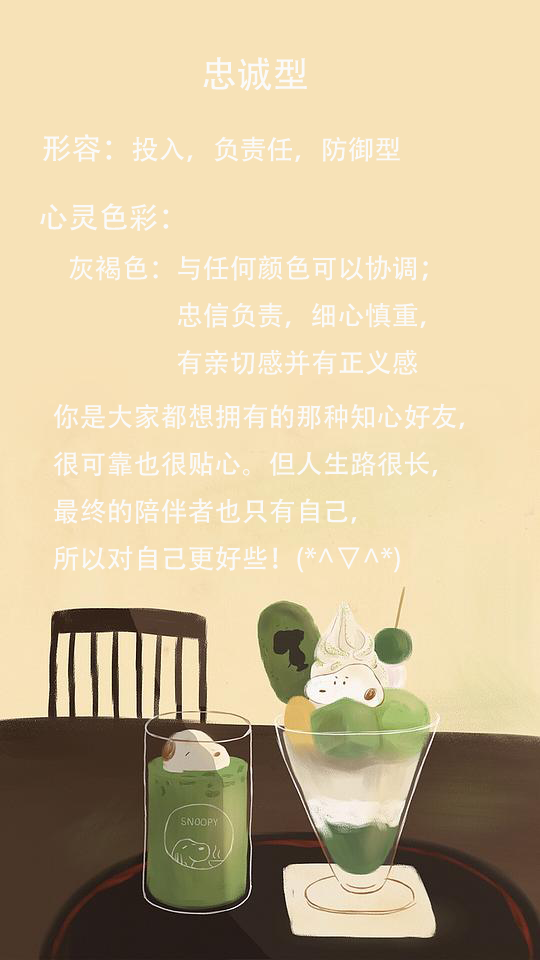 忠诚型
形容：投入，负责任，防御型
心灵色彩：
灰褐色：与任何颜色可以协调；
忠信负责，细心慎重，
有亲切感并有正义感
你是大家都想拥有的那种知心好友，
很可靠也很贴心。但人生路很长，
最终的陪伴者也只有自己，
所以对自己更好些！(*^▽^*)
SNOOPY